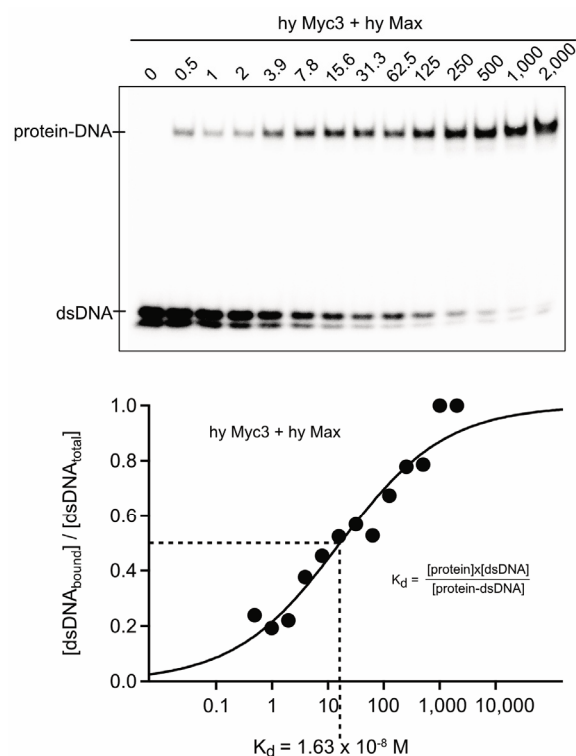 hy Myc3 + hy Max
0 0.5 1 2 3.9 7.8 15.6 31.3 62.5 125 250 500 1,000 2,000
protein-DNA
dsDNA
1.0
0.8
0.6
0.4
0.2
0.0
[dsDNAbound] / [dsDNAtotal]
hy Myc3 + hy Max
Kd = [protein]x[dsDNA]
[protein-dsDNA]
0.1 1 10 100 1,000 10,000
Kd = 1.63 x 10-8 M